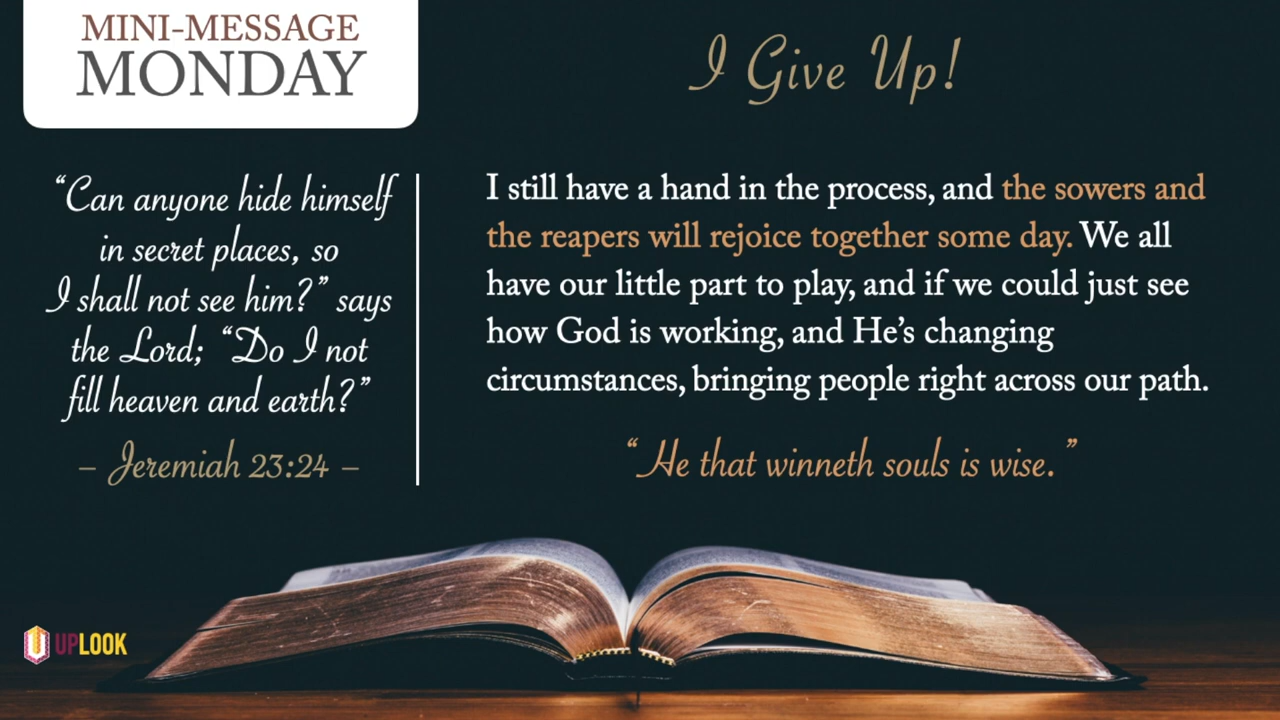 MINI-MESSAGE
MONDAY
I Give Up!
“Can anyone hide himself
in secret places, so
I shall not see him?” says
the Lord; “Do I not
fill heaven and earth?”
– Jeremiah 23:24 –
I still have a hand in the process, and the sowers and
the reapers will rejoice together some day. We all
have our little part to play, and if we could just see
how God is working, and He’s changing
circumstances, bringing people right across our path.
“He that winneth souls is wise.”
UPLOOK